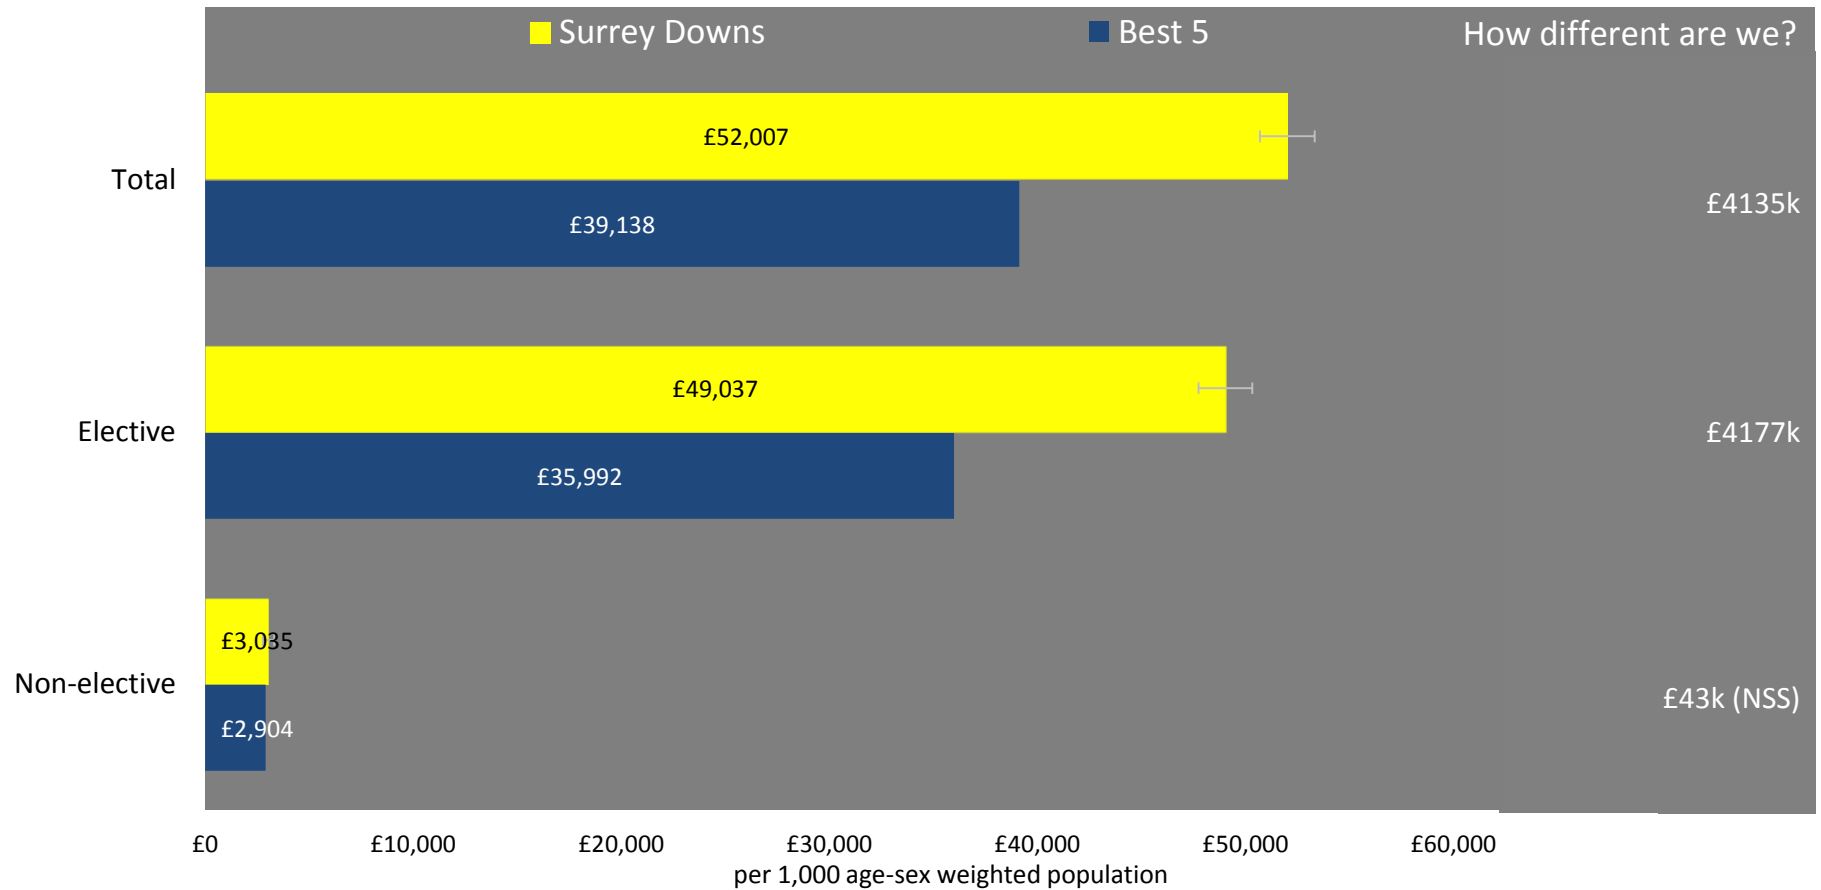 Surrey Downs
Best 5
How different are we?
Total
£52,007
£39,138
£4135k
Elective
£49,037
£35,992
£4177k
Non-elective
£3,035
£2,904
£43k (NSS)
£0 £10,000 £20,000 £30,000 £40,000 £50,000 £60,000
per 1,000 age-sex weighted population